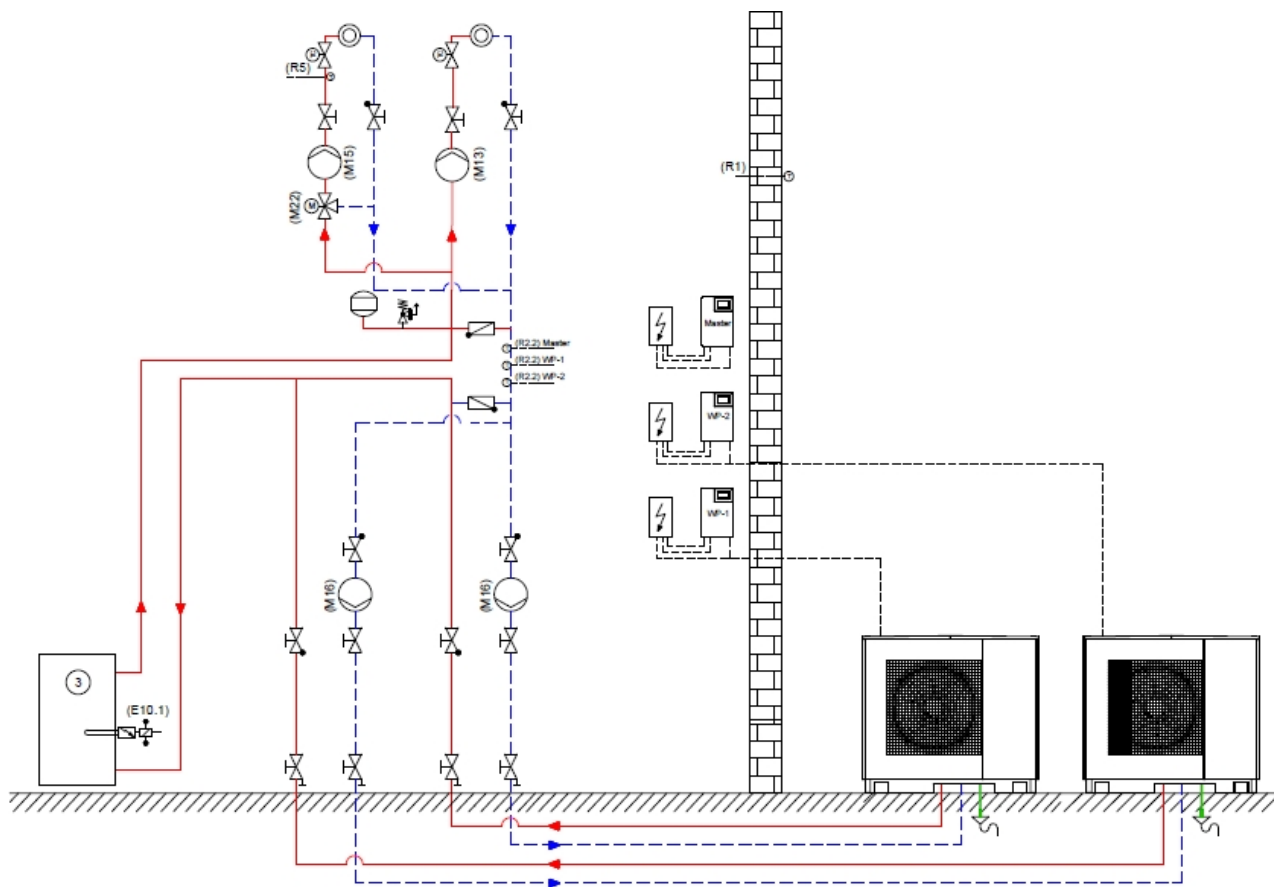 H
H
(R5)
(M15)
(M13)
(R1)
(M22)
M
Master
(R2.2) Master
(R2.2) WP-1
(R2.2) WP-2
WP-2
WP-1
(M16)
(M16)
3
(E10.1)